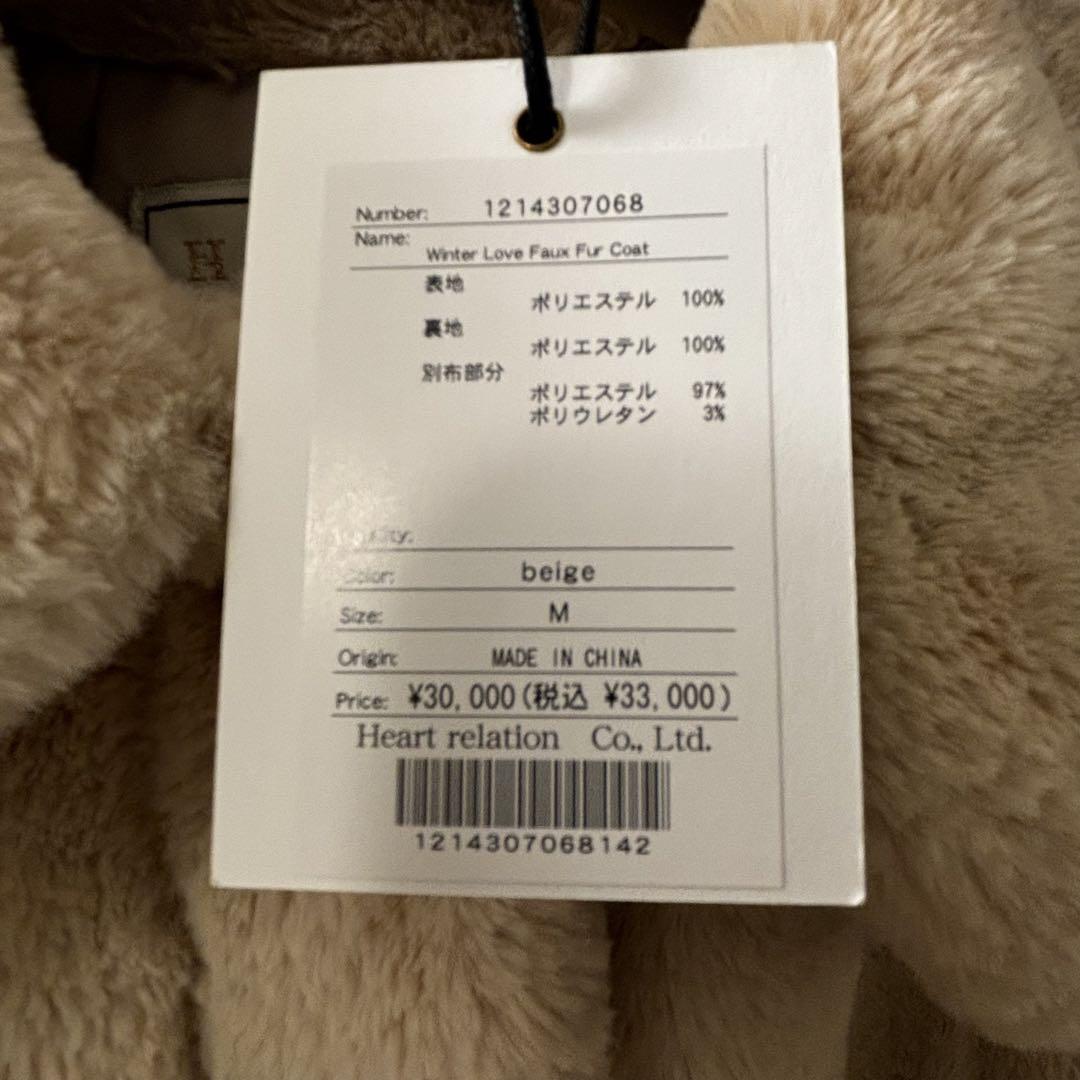 H
Number: 1214307068
Name: Winter Love Faux Fur Coat
表地
ポリエステル 100%
裏地
ポリエステル 100%
別布部分
ポリエステル 97%
ポリウレタン 3%
Color: beige
Size: M
Origin: MADE IN CHINA
Price: ¥30,000(税込 ¥33,000)
Heart relation Co., Ltd.
1214307068142